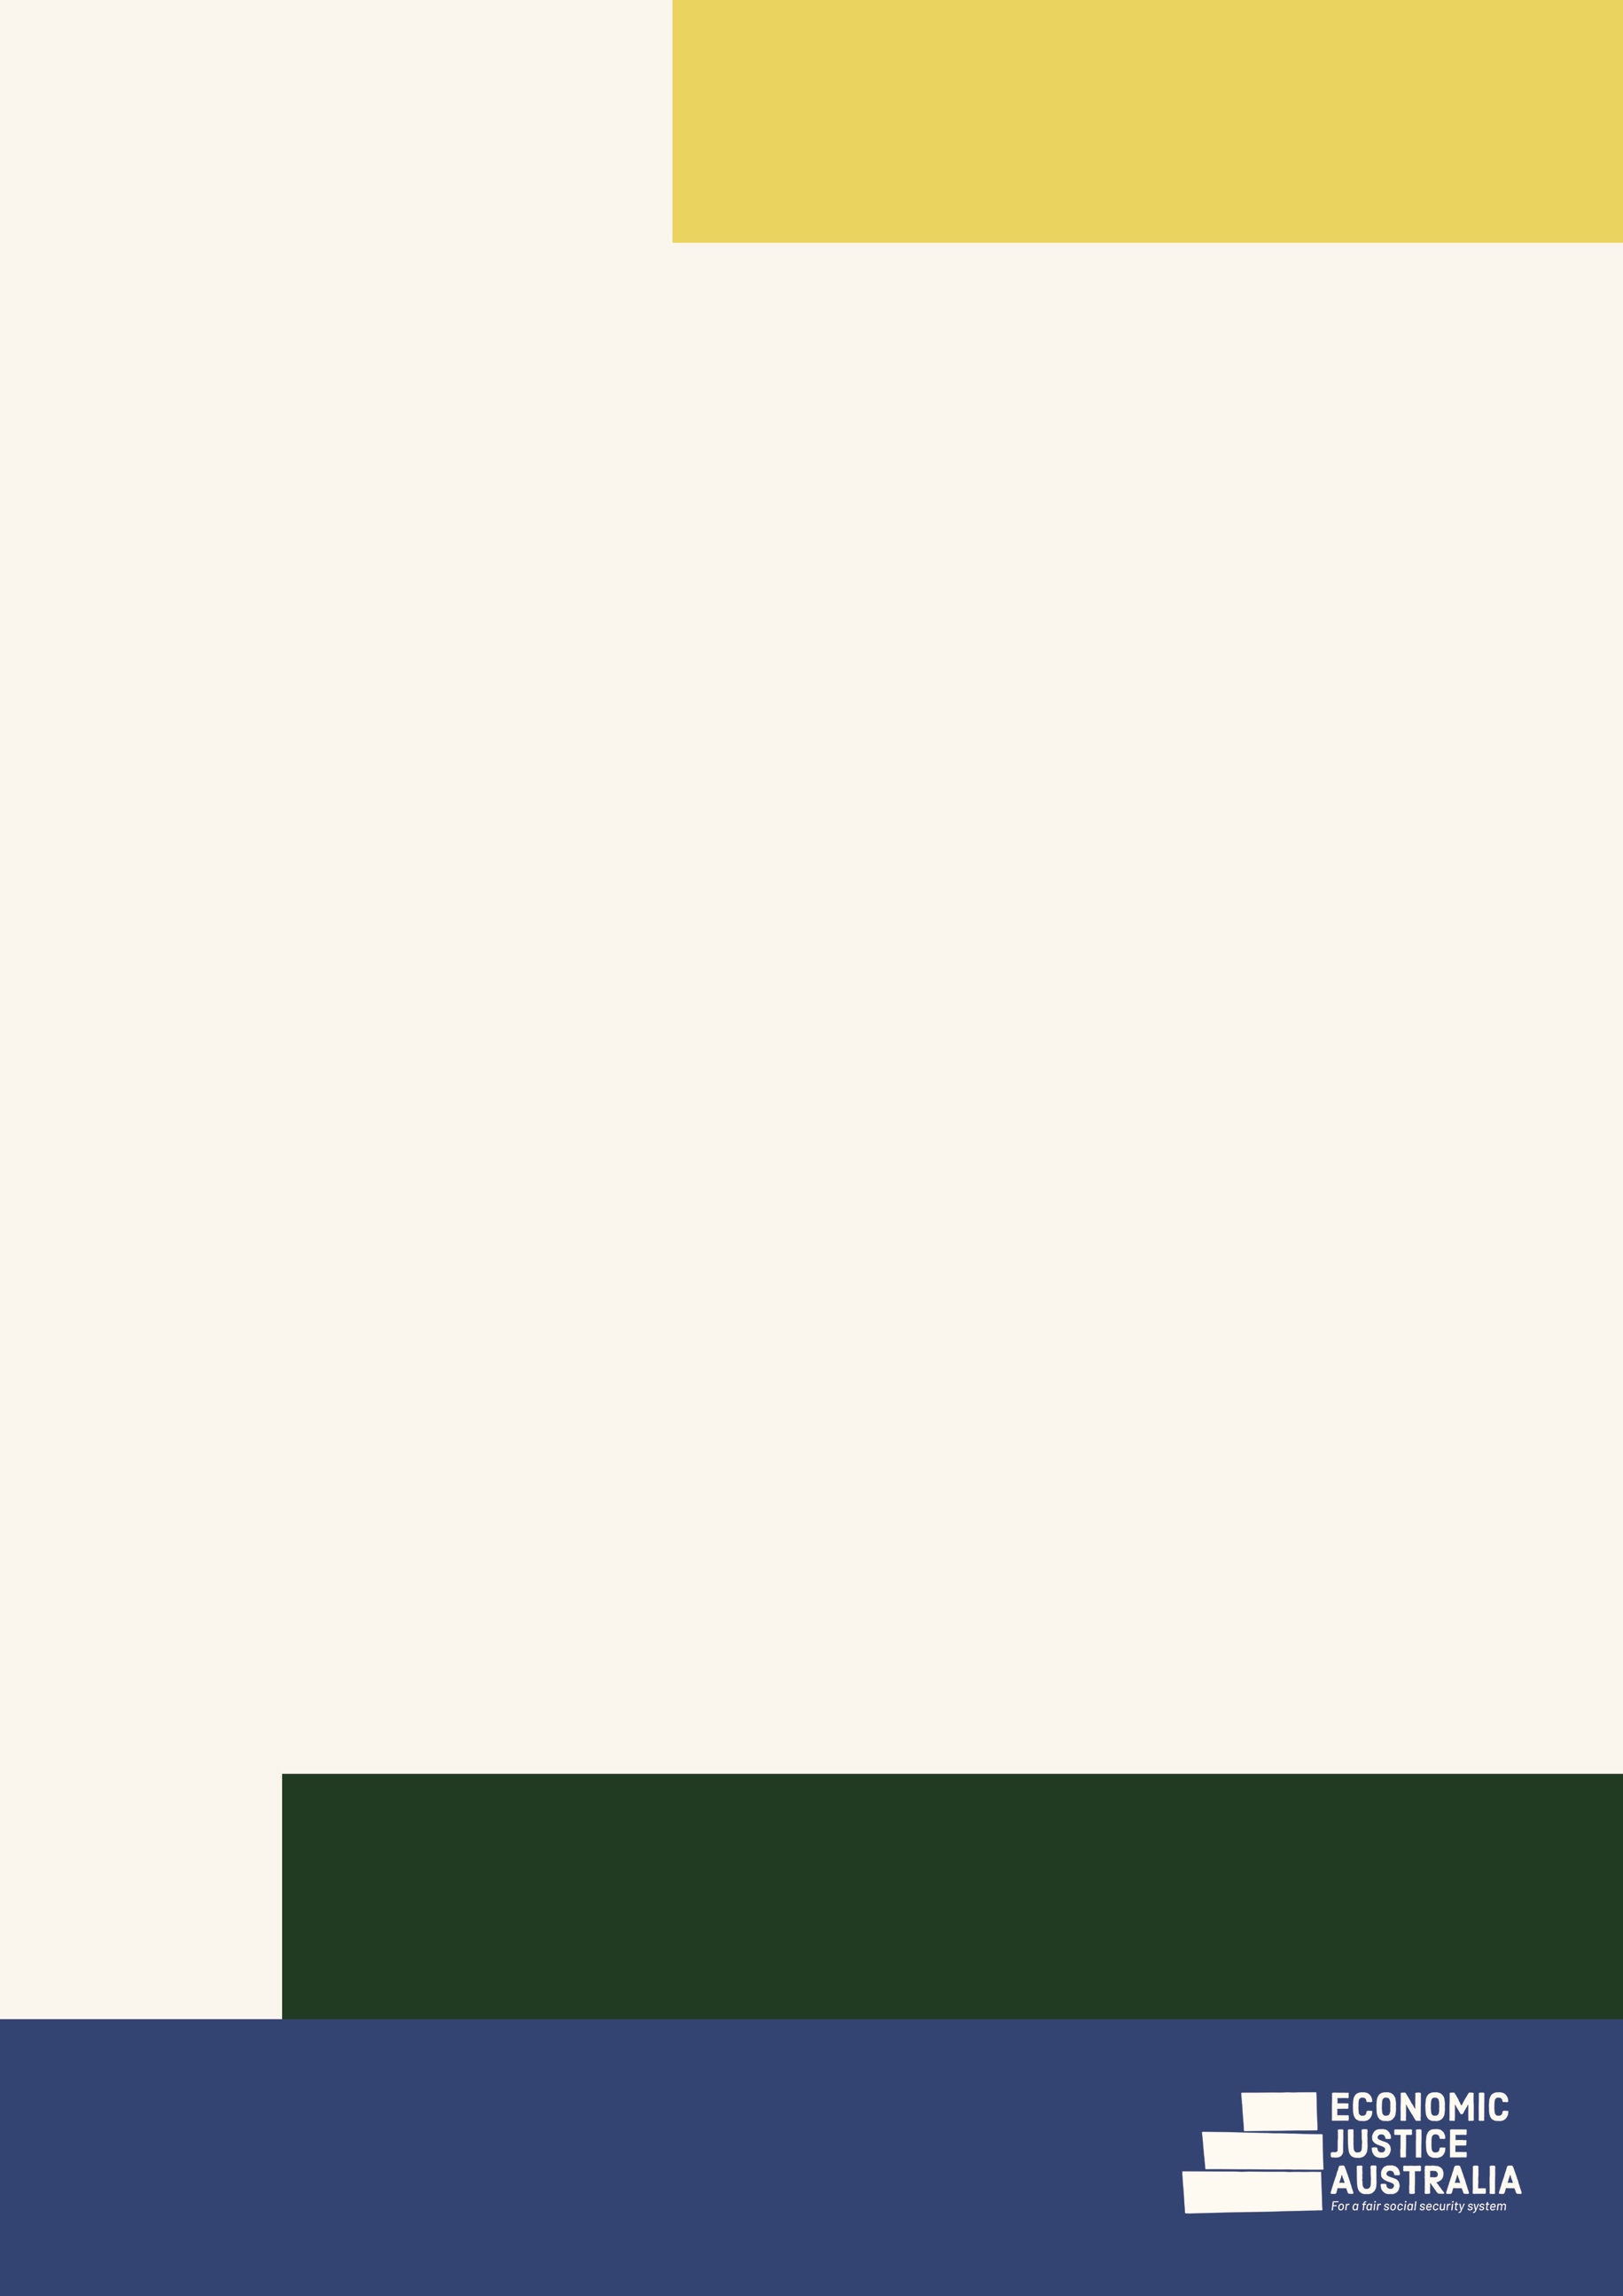 ECONOMIC
JUSTICE
AUSTRALIA
For a fair social security system